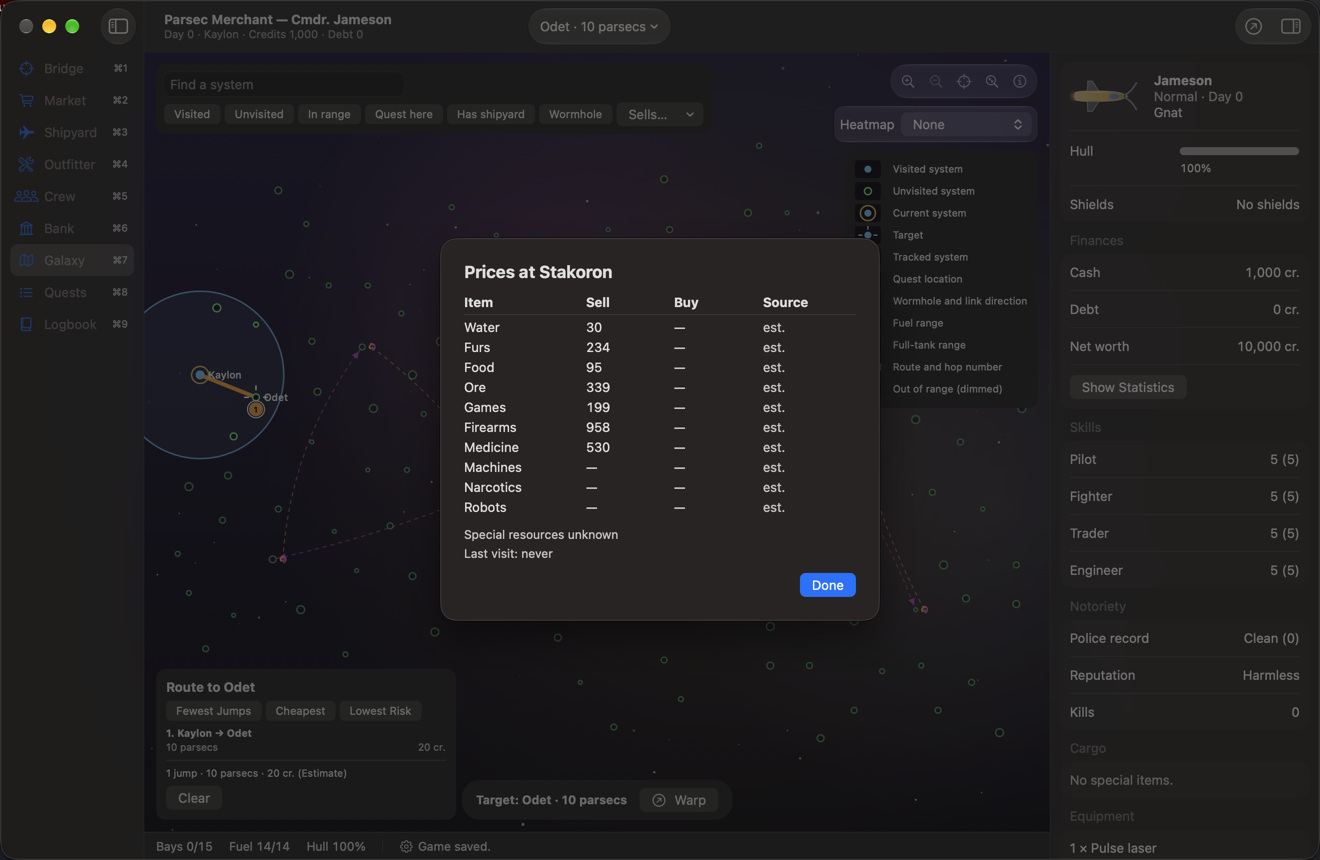 Parsec Merchant — Cmdr. Jameson
Day 0 · Kaylon · Credits 1,000 · Debt 0
Odet · 10 parsecs
Bridge ⌘1
Market ⌘2
Shipyard ⌘3
Outfitter ⌘4
Crew ⌘5
Bank ⌘6
Galaxy ⌘7
Quests ⌘8
Logbook ⌘9
Find a system
Visited Unvisited In range Quest here Has shipyard Wormhole Sells...
Heatmap None
Visited system
Unvisited system
Current system
Target
Tracked system
Quest location
Wormhole and link direction
Fuel range
Full-tank range
Route and hop number
Out of range (dimmed)
Kaylon
Odet
1
Prices at Stakoron
Item Sell Buy Source
Water 30 — est.
Furs 234 — est.
Food 95 — est.
Ore 339 — est.
Games 199 — est.
Firearms 958 — est.
Medicine 530 — est.
Machines — — est.
Narcotics — — est.
Robots — — est.
Special resources unknown
Last visit: never
Done
Route to Odet
Fewest Jumps Cheapest Lowest Risk
1. Kaylon → Odet
10 parsecs 20 cr.
1 jump · 10 parsecs · 20 cr. (Estimate)
Clear
Target: Odet · 10 parsecs Warp
Bays 0/15 Fuel 14/14 Hull 100% Game saved.
Jameson
Normal · Day 0
Gnat
Hull
100%
Shields No shields
Finances
Cash 1,000 cr.
Debt 0 cr.
Net worth 10,000 cr.
Show Statistics
Skills
Pilot 5 (5)
Fighter 5 (5)
Trader 5 (5)
Engineer 5 (5)
Notoriety
Police record Clean (0)
Reputation Harmless
Kills 0
Cargo
No special items.
Equipment
1 × Pulse laser